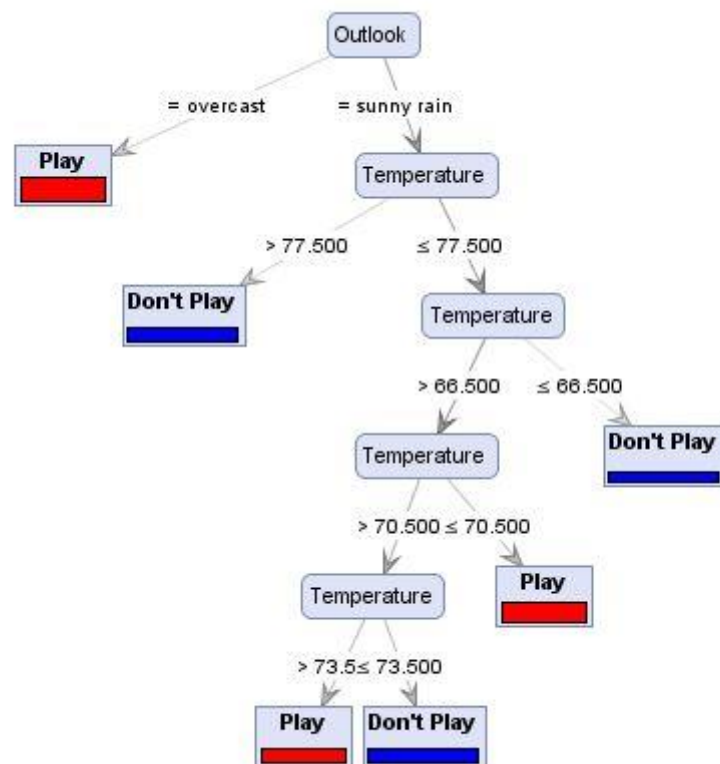 Outlook
= overcast = sunny rain
Play
Temperature
> 77.500 ≤ 77.500
Don't Play
Temperature
> 66.500 ≤ 66.500
Temperature
Don't Play
> 70.500 ≤ 70.500
Temperature
Play
> 73.5≤ 73.500
Play Don't Play